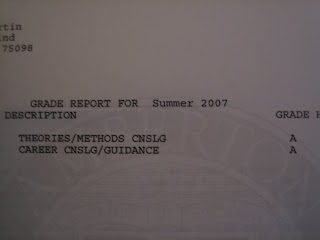 rtin
nd
75098
GRADE REPORT FOR Summer 2007
DESCRIPTION GRADE
THEORIES/METHODS CNSLG A
CAREER CNSLG/GUIDANCE A